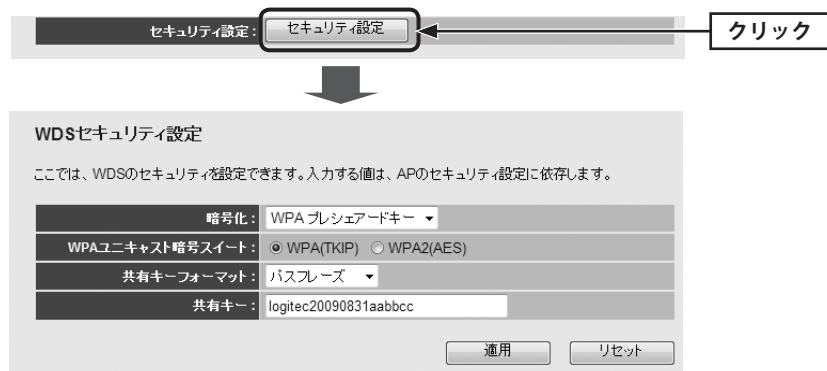 セキュリティ設定： セキュリティ設定 クリック
WDSセキュリティ設定
ここでは、WDSのセキュリティを設定できます。入力する値は、APのセキュリティ設定に依存します。
暗号化： WPA プレシェアードキー
WPAユニキャスト暗号スイート： WPA(TKIP) WPA2(AES)
共有キーフォーマット： パスフレーズ
共有キー： logitec20090831aabbcc
適用 リセット